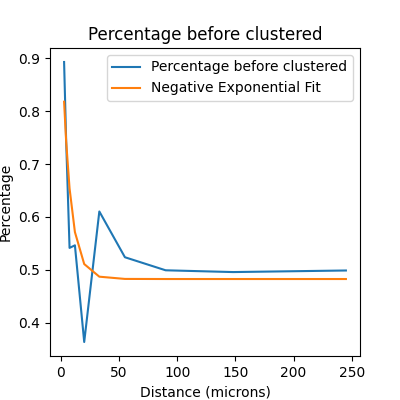 Percentage before clustered
Percentage before clustered
Negative Exponential Fit
Percentage
0.9
0.8
0.7
0.6
0.5
0.4
0
50
100
150
200
250
Distance (microns)